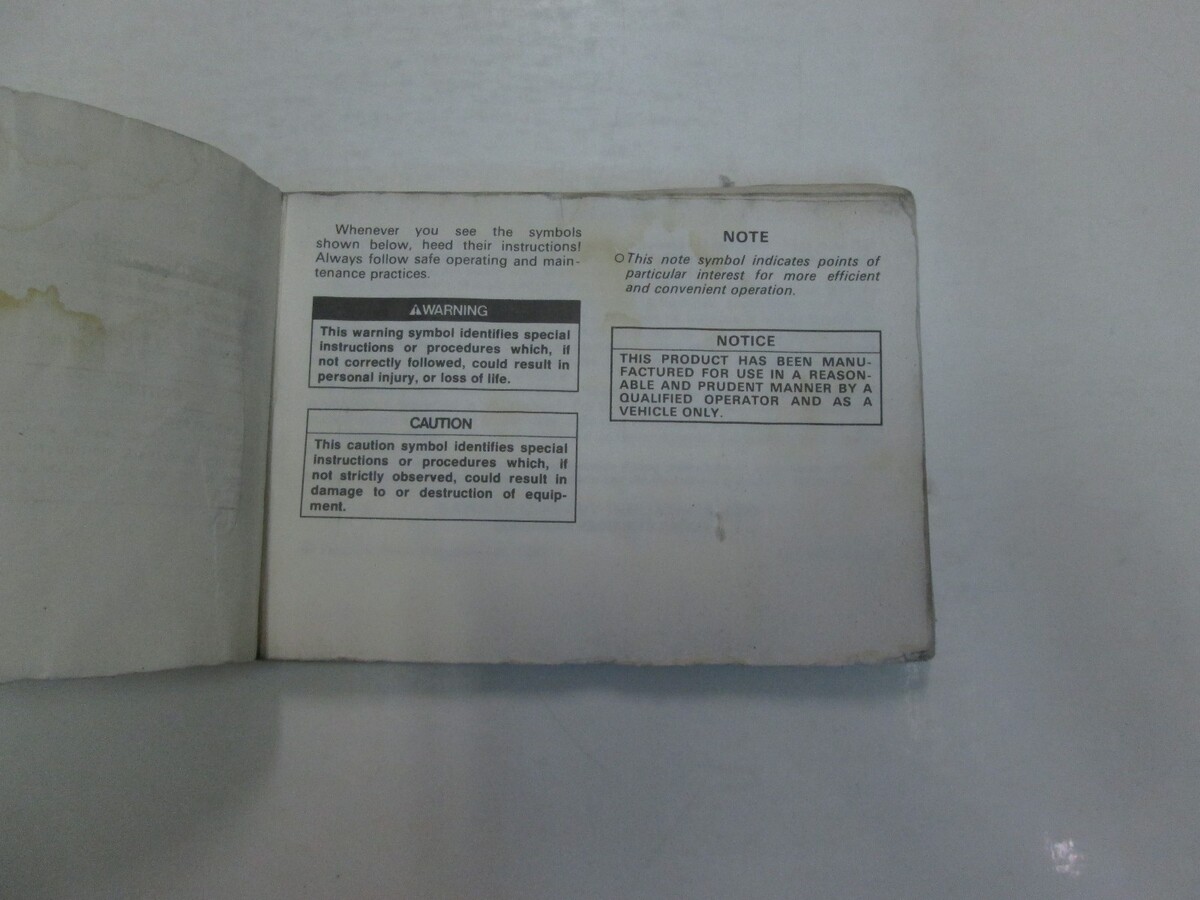 Whenever you see the symbols
shown below, heed their instructions!
Always follow safe operating and main-
tenance practices.
⚠WARNING
This warning symbol identifies special
instructions or procedures which, if
not correctly followed, could result in
personal injury, or loss of life.
CAUTION
This caution symbol identifies special
instructions or procedures which, if
not strictly observed, could result in
damage to or destruction of equip-
ment.
NOTE
○This note symbol indicates points of
particular interest for more efficient
and convenient operation.
NOTICE
THIS PRODUCT HAS BEEN MANU-
FACTURED FOR USE IN A REASON-
ABLE AND PRUDENT MANNER BY A
QUALIFIED OPERATOR AND AS A
VEHICLE ONLY.